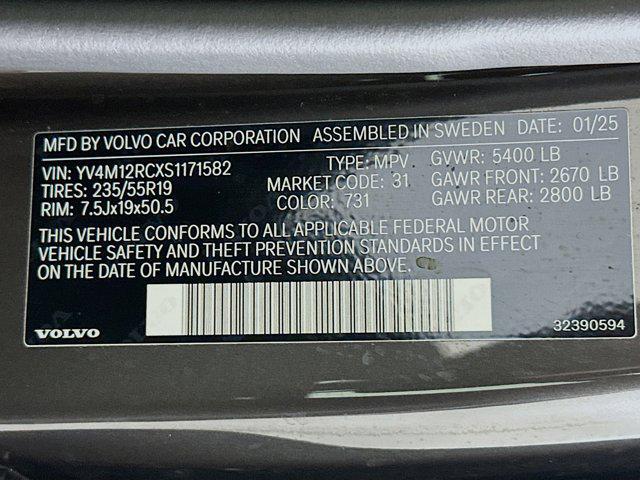 MFD BY VOLVO CAR CORPORATION ASSEMBLED IN SWEDEN DATE: 01/25
VIN: YV4M12RCXS1171582 TYPE: MPV GVWR: 5400 LB
TIRES: 235/55R19 MARKET CODE: 31 GAWR FRONT: 2670 LB
RIM: 7.5Jx19x50.5 COLOR: 731 GAWR REAR: 2800 LB
THIS VEHICLE CONFORMS TO ALL APPLICABLE FEDERAL MOTOR
VEHICLE SAFETY AND THEFT PREVENTION STANDARDS IN EFFECT
ON THE DATE OF MANUFACTURE SHOWN ABOVE.
VOLVO 32390594